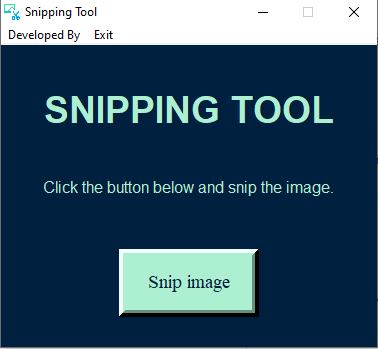 Snipping Tool
Developed By Exit
SNIPPING TOOL
Click the button below and snip the image.
Snip image